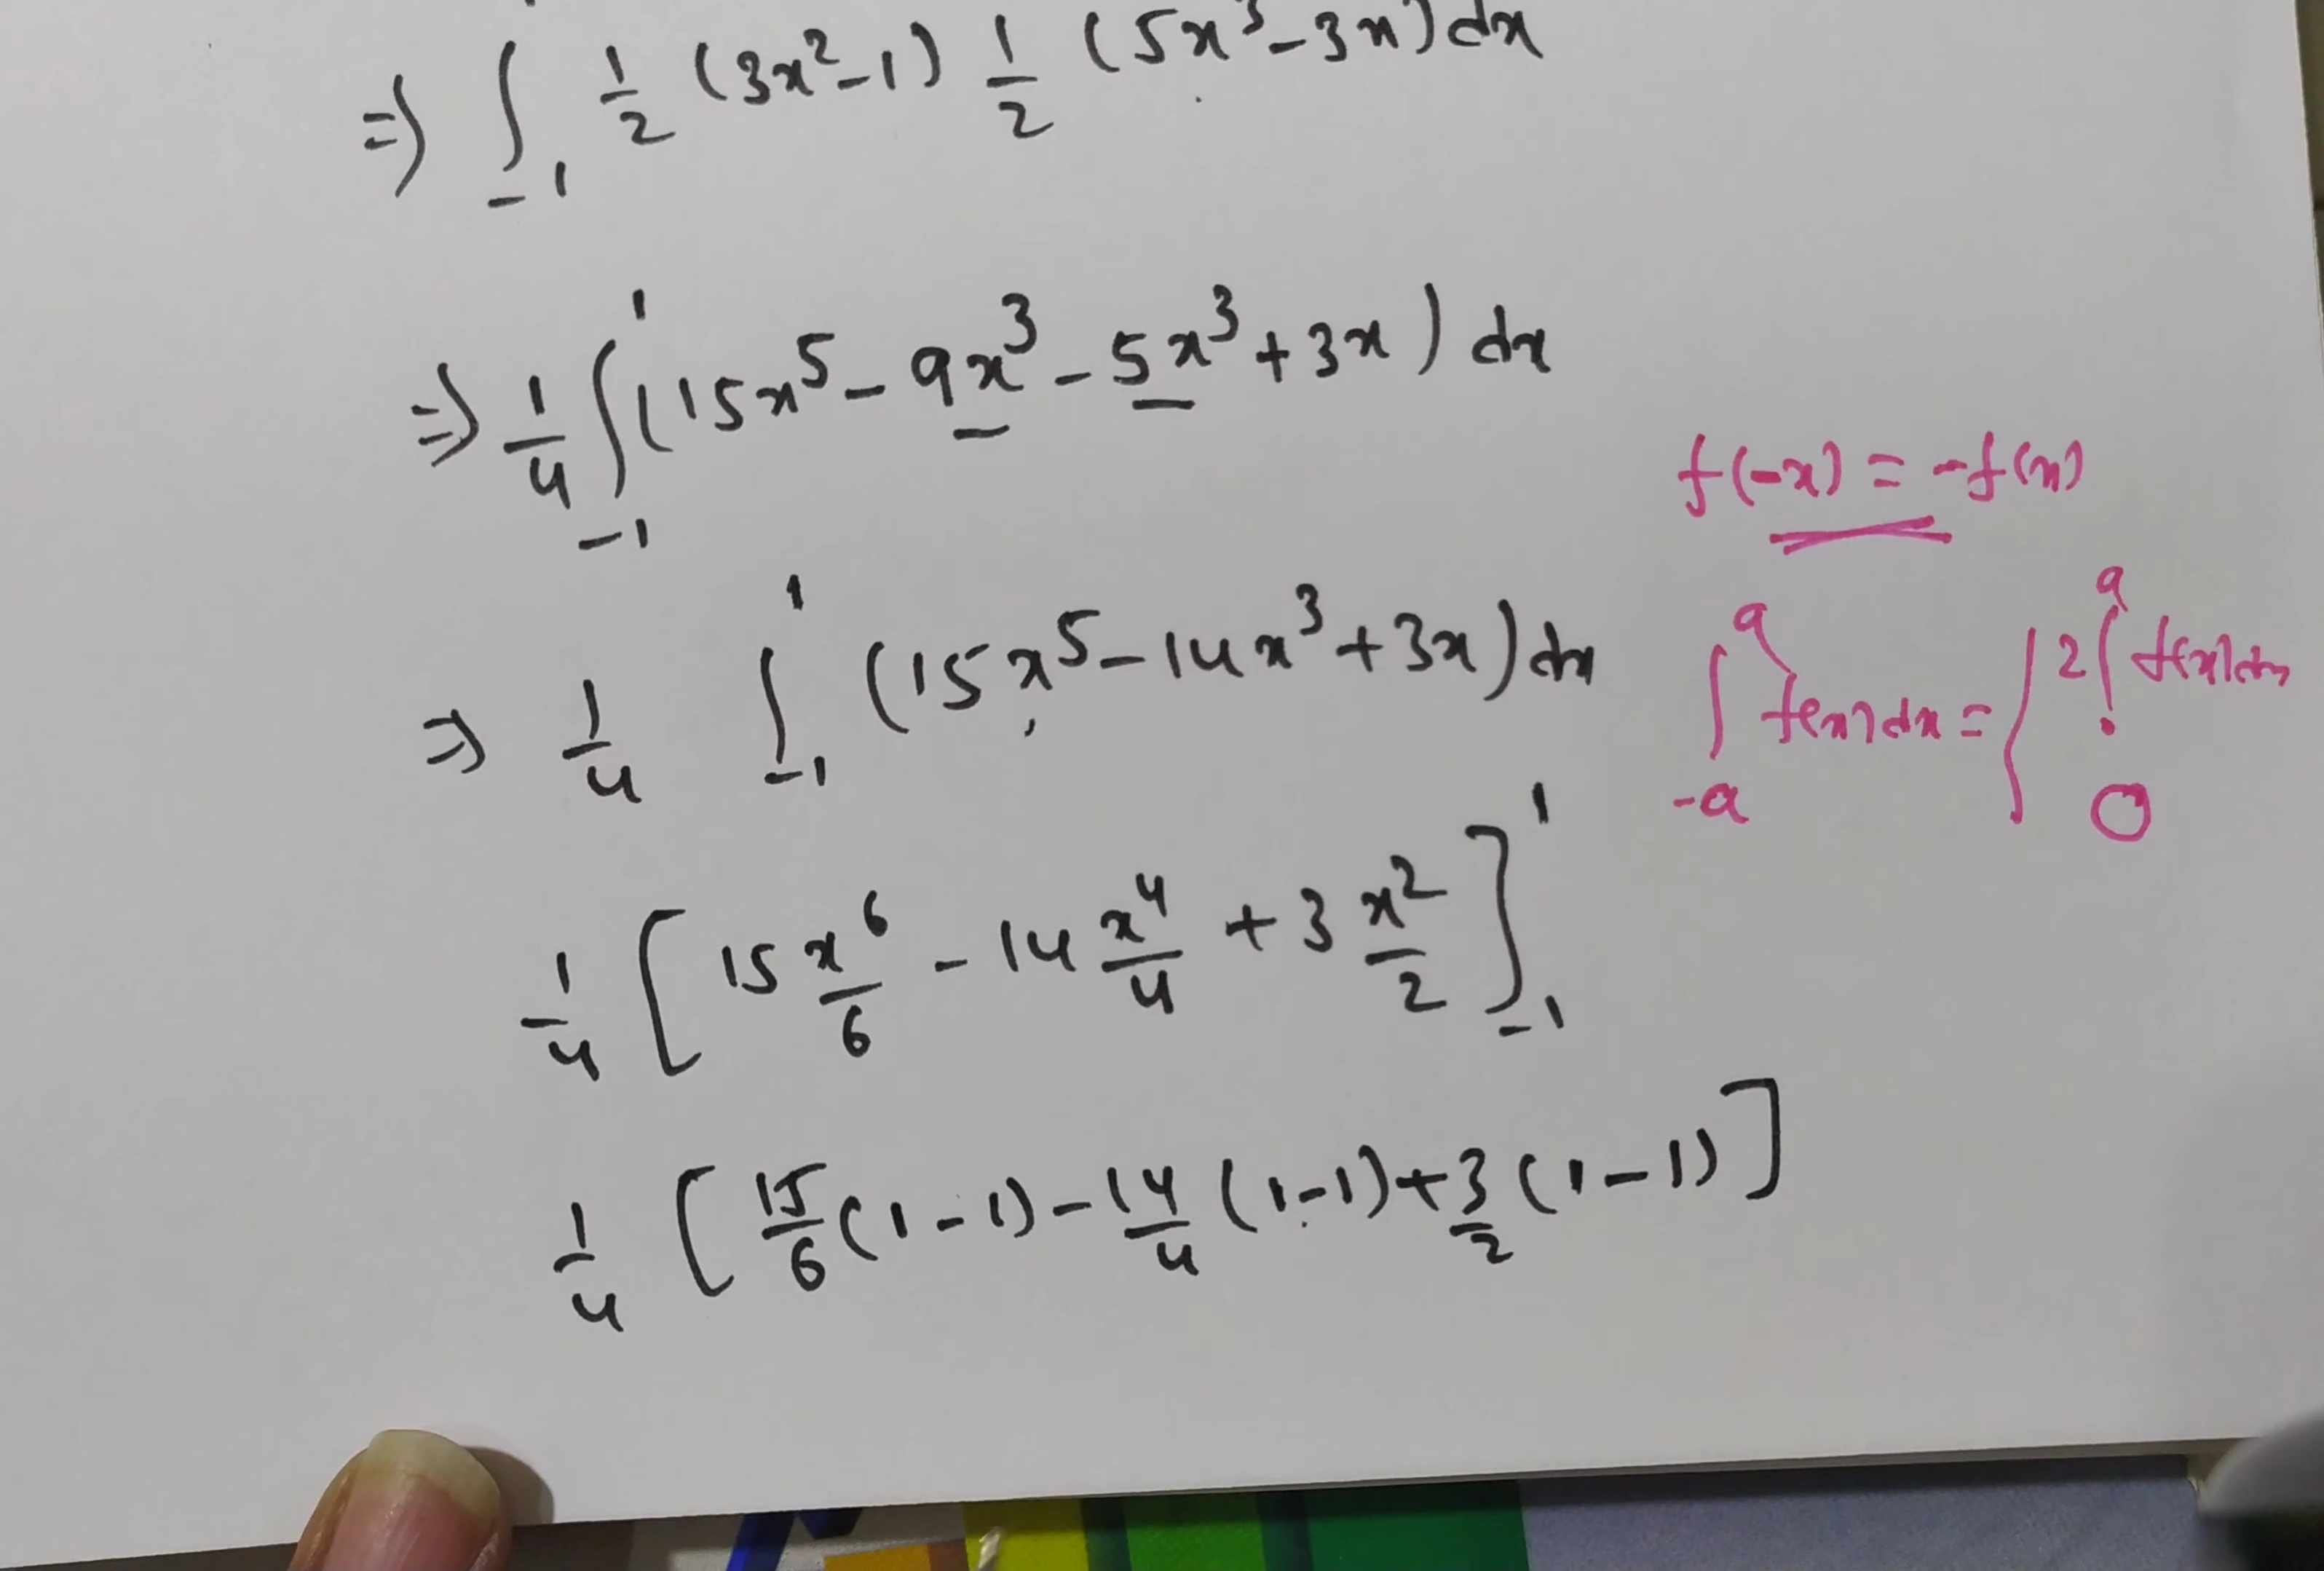 ⇒ ∫₋₁ 1/2 (3x²-1) 1/2 (5x³-3x)dx
⇒ 1/4 ∫₋₁¹ (15x⁵ - 9x³ - 5x³ + 3x) dx
f(-x) = -f(x)
⇒ 1/4 ∫₋₁¹ (15x⁵ - 14x³ + 3x) dx
∫₋ₐᵃ f(x)dx = { 2∫₀ᵃ f(x)dx
0
1/4 [ 15 x⁶/6 - 14 x⁴/4 + 3 x²/2 ]₋₁¹
1/4 [ 15/6 (1-1) - 14/4 (1-1) + 3/2 (1-1) ]